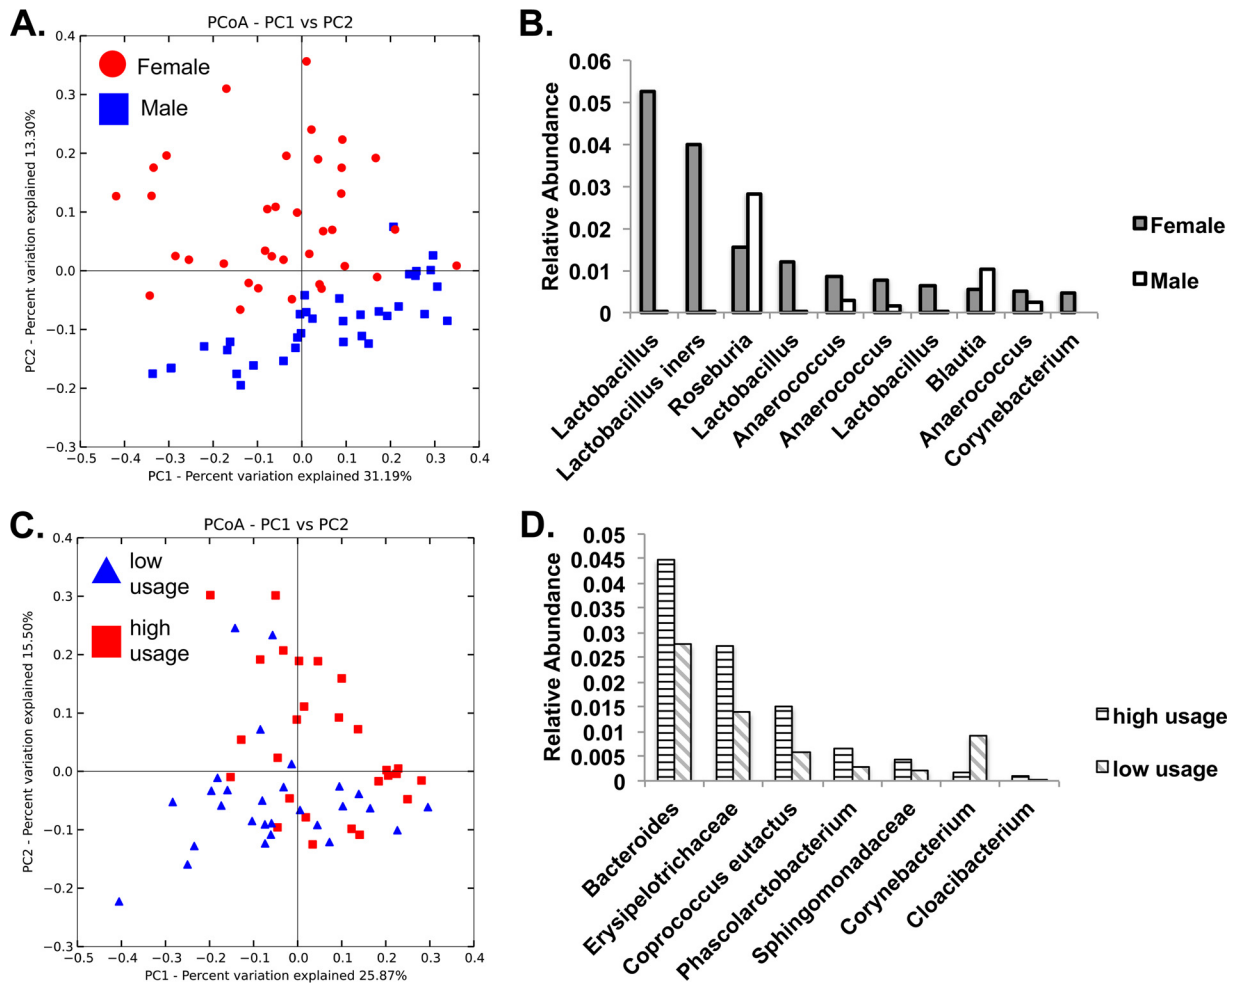 A.
PCoA - PC1 vs PC2
Female
Male
0.4
0.3
0.2
0.1
0.0
−0.1
−0.2
−0.3
−0.5
−0.4
−0.3
−0.2
−0.1
0.0
0.1
0.2
0.3
0.4
PC2 - Percent variation explained 13.30%
PC1 - Percent variation explained 31.19%
B.
0.06
0.05
0.04
0.03
0.02
0.01
0
Relative Abundance
Lactobacillus
Lactobacillus iners
Roseburia
Lactobacillus
Anaerococcus
Anaerococcus
Lactobacillus
Blautia
Anaerococcus
Corynebacterium
Female
Male
C.
PCoA - PC1 vs PC2
low
usage
high
usage
0.4
0.3
0.2
0.1
0.0
−0.1
−0.2
−0.3
−0.5
−0.4
−0.3
−0.2
−0.1
0.0
0.1
0.2
0.3
0.4
PC2 - Percent variation explained 15.50%
PC1 - Percent variation explained 25.87%
D.
0.05
0.045
0.04
0.035
0.03
0.025
0.02
0.015
0.01
0.005
0
Relative Abundance
Bacteroides
Erysipelotrichaceae
Coprococcus eutactus
Phascolarctobacterium
Sphingomonadaceae
Corynebacterium
Cloacibacterium
high usage
low usage